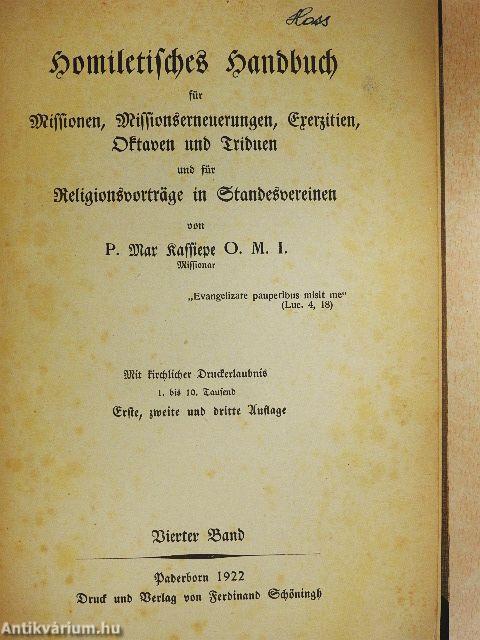 Hass
Homiletisches Handbuch
für
Missionen, Missionserneuerungen, Exerzitien,
Oktaven und Triduen
und für
Religionsvorträge in Standesvereinen
von
P. Max Kassiepe O. M. I.
Missionar
„Evangelizare pauperibus misit me“
(Luc. 4, 18)
Mit kirchlicher Druckerlaubnis
1. bis 10. Tausend
Erste, zweite und dritte Auflage
Vierter Band
Paderborn 1922
Druck und Verlag von Ferdinand Schöningh
Antikvárium.hu